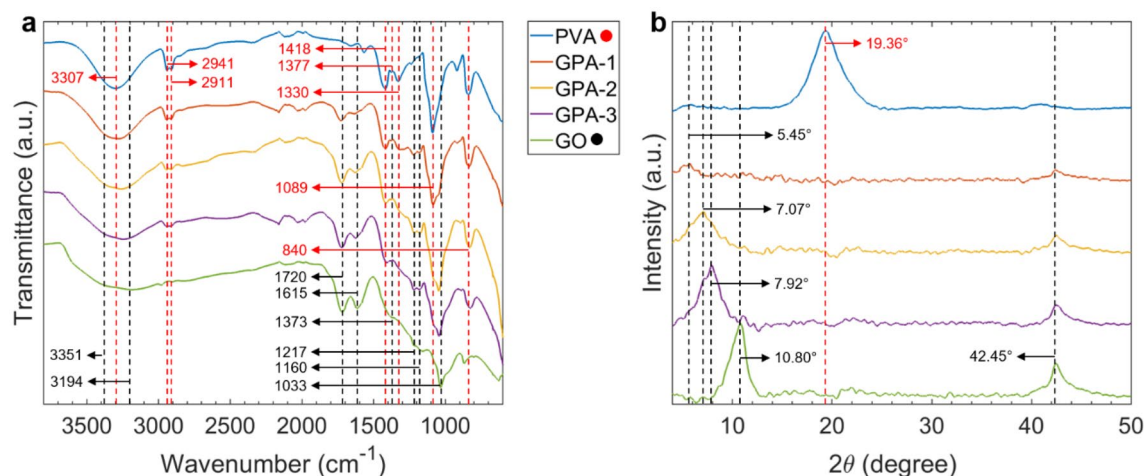 a
Transmittance (a.u.)
3307
2941
2911
1418
1377
1330
1089
840
1720
1615
1373
3351
1217
3194
1160
1033
3500 3000 2500 2000 1500 1000
Wavenumber (cm⁻¹)
PVA
GPA-1
GPA-2
GPA-3
GO
b
Intensity (a.u.)
19.36°
5.45°
7.07°
7.92°
10.80°
42.45°
10 20 30 40 50
2θ (degree)